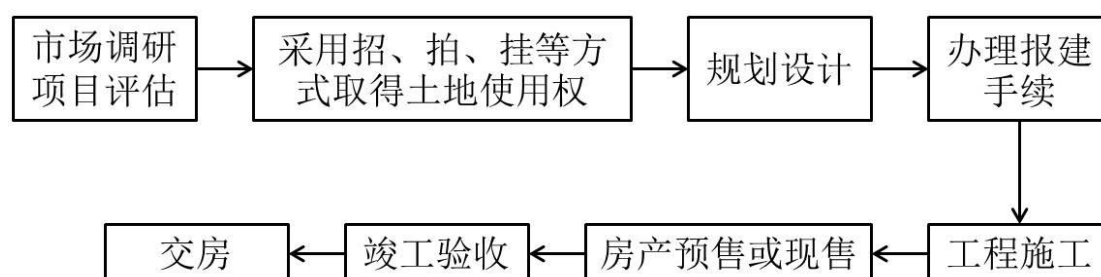 市场调研
项目评估
采用招、拍、挂等方
式取得土地使用权
规划设计
办理报建
手续
工程施工
房产预售或现售
竣工验收
交房